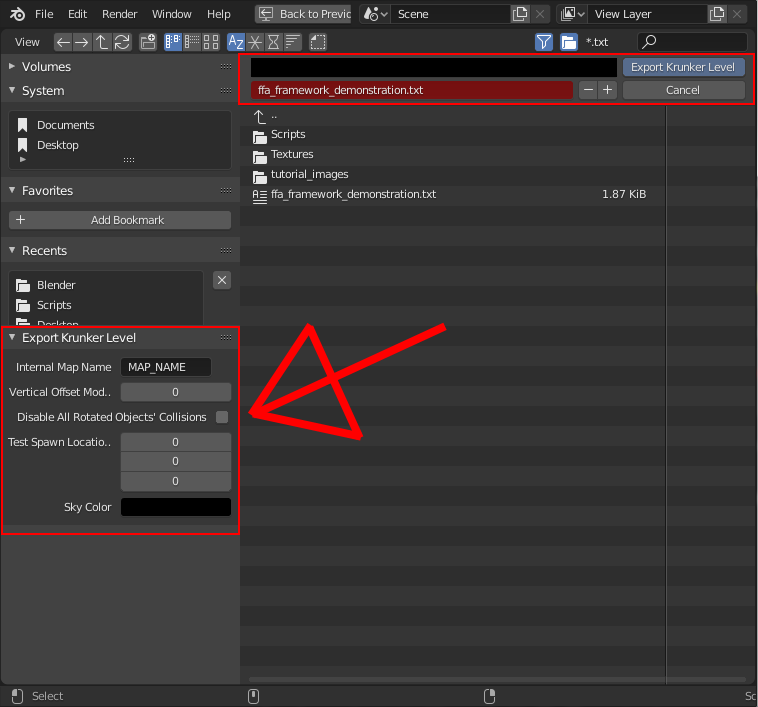 File Edit Render Window Help Back to Previo Scene View Layer
View *.txt
Volumes
System
Documents
Desktop
Favorites
Add Bookmark
Recents
Blender
Scripts
Desktop
Export Krunker Level
Internal Map Name MAP_NAME
Vertical Offset Mod.. 0
Disable All Rotated Objects' Collisions
Test Spawn Locatio.. 0
0
0
Sky Color
Export Krunker Level
ffa_framework_demonstration.txt Cancel
..
Scripts
Textures
tutorial_images
ffa_framework_demonstration.txt 1.87 KiB
Select Sc